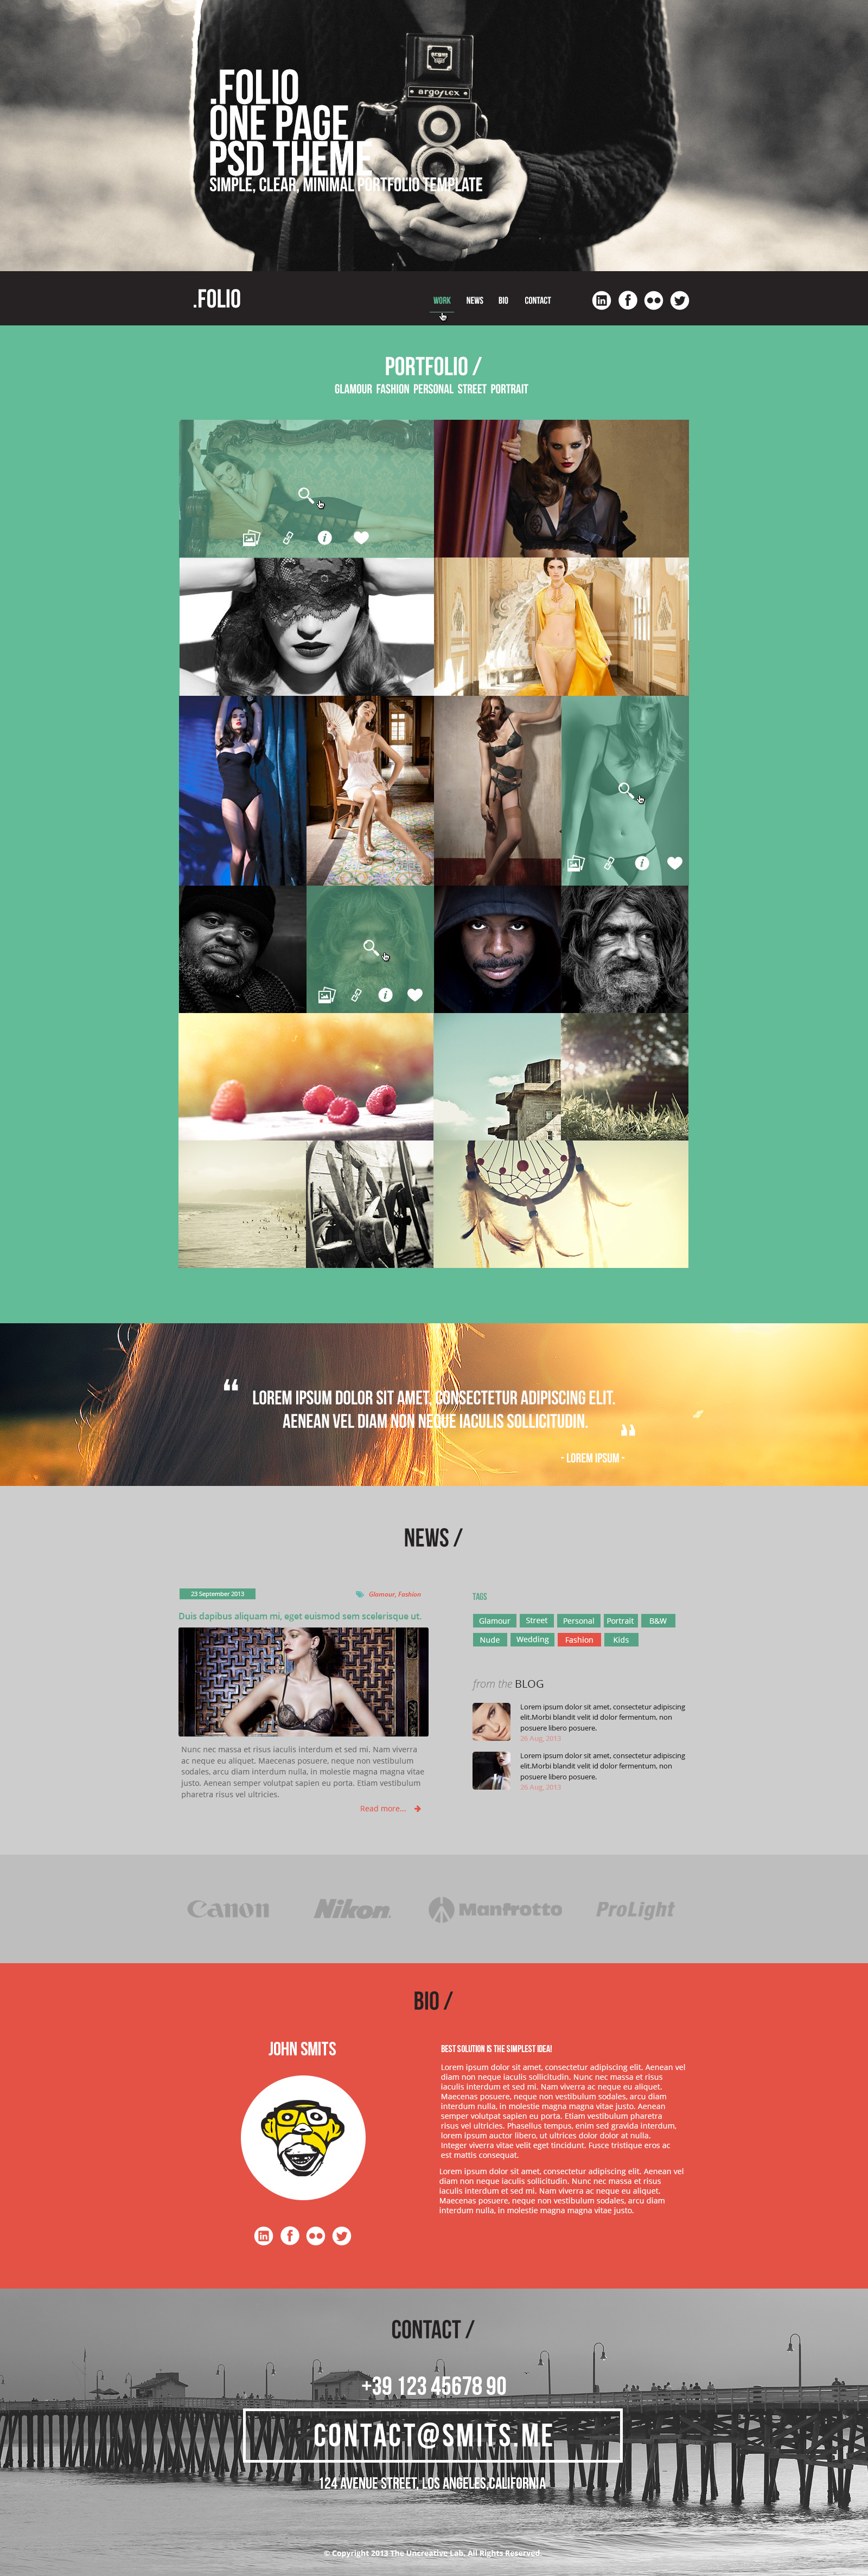 ARGUS
argoflex
.FOLIO
ONE PAGE
PSD THEME
SIMPLE, CLEAR, MINIMAL PORTFOLIO TEMPLATE
.FOLIO
WORK NEWS BIO CONTACT
PORTFOLIO /
GLAMOUR FASHION PERSONAL STREET PORTRAIT
“ LOREM IPSUM DOLOR SIT AMET, CONSECTETUR ADIPISCING ELIT.
AENEAN VEL DIAM NON NEQUE IACULIS SOLLICITUDIN. ”
- LOREM IPSUM -
NEWS /
23 September 2013
Glamour, Fashion
Duis dapibus aliquam mi, eget euismod sem scelerisque ut.
Nunc nec massa et risus iaculis interdum et sed mi. Nam viverra
ac neque eu aliquet. Maecenas posuere, neque non vestibulum
sodales, arcu diam interdum nulla, in molestie magna magna vitae
justo. Aenean semper volutpat sapien eu porta. Etiam vestibulum
pharetra risus vel ultricies.
Read more...
TAGS
Glamour Street Personal Portrait B&W
Nude Wedding Fashion Kids
from the BLOG
Lorem ipsum dolor sit amet, consectetur adipiscing
elit.Morbi blandit velit id dolor fermentum, non
posuere libero posuere.
26 Aug, 2013
Lorem ipsum dolor sit amet, consectetur adipiscing
elit.Morbi blandit velit id dolor fermentum, non
posuere libero posuere.
26 Aug, 2013
Canon Nikon Manfrotto ProLight
BIO /
JOHN SMITS
BEST SOLUTION IS THE SIMPLEST IDEA!
Lorem ipsum dolor sit amet, consectetur adipiscing elit. Aenean vel
diam non neque iaculis sollicitudin. Nunc nec massa et risus
iaculis interdum et sed mi. Nam viverra ac neque eu aliquet.
Maecenas posuere, neque non vestibulum sodales, arcu diam
interdum nulla, in molestie magna magna vitae justo. Aenean
semper volutpat sapien eu porta. Etiam vestibulum pharetra
risus vel ultricies. Phasellus tempus, enim sed gravida interdum,
lorem ipsum auctor libero, ut ultrices dolor dolor at nulla.
Integer viverra vitae velit eget tincidunt. Fusce tristique eros ac
est mattis consequat.
Lorem ipsum dolor sit amet, consectetur adipiscing elit. Aenean vel
diam non neque iaculis sollicitudin. Nunc nec massa et risus
iaculis interdum et sed mi. Nam viverra ac neque eu aliquet.
Maecenas posuere, neque non vestibulum sodales, arcu diam
interdum nulla, in molestie magna magna vitae justo.
CONTACT /
+39 123 45678 90
CONTACT@SMITS.ME
124 AVENUE STREET, LOS ANGELES,CALIFORNIA
© Copyright 2013 The Uncreative Lab. All Rights Reserved.